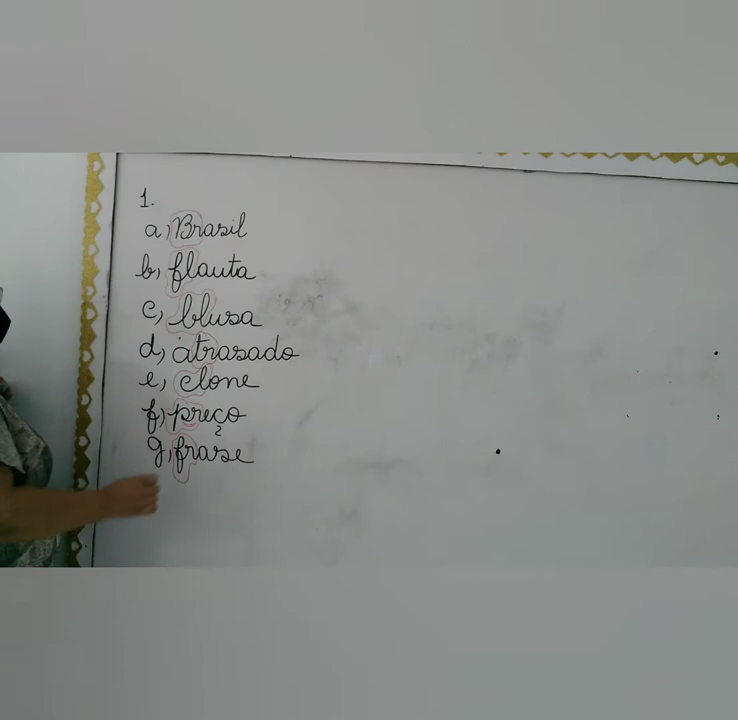 1.
a) Brasil
b) flauta
c) blusa
d) atrasado
e) clone
f) preço
g) frase